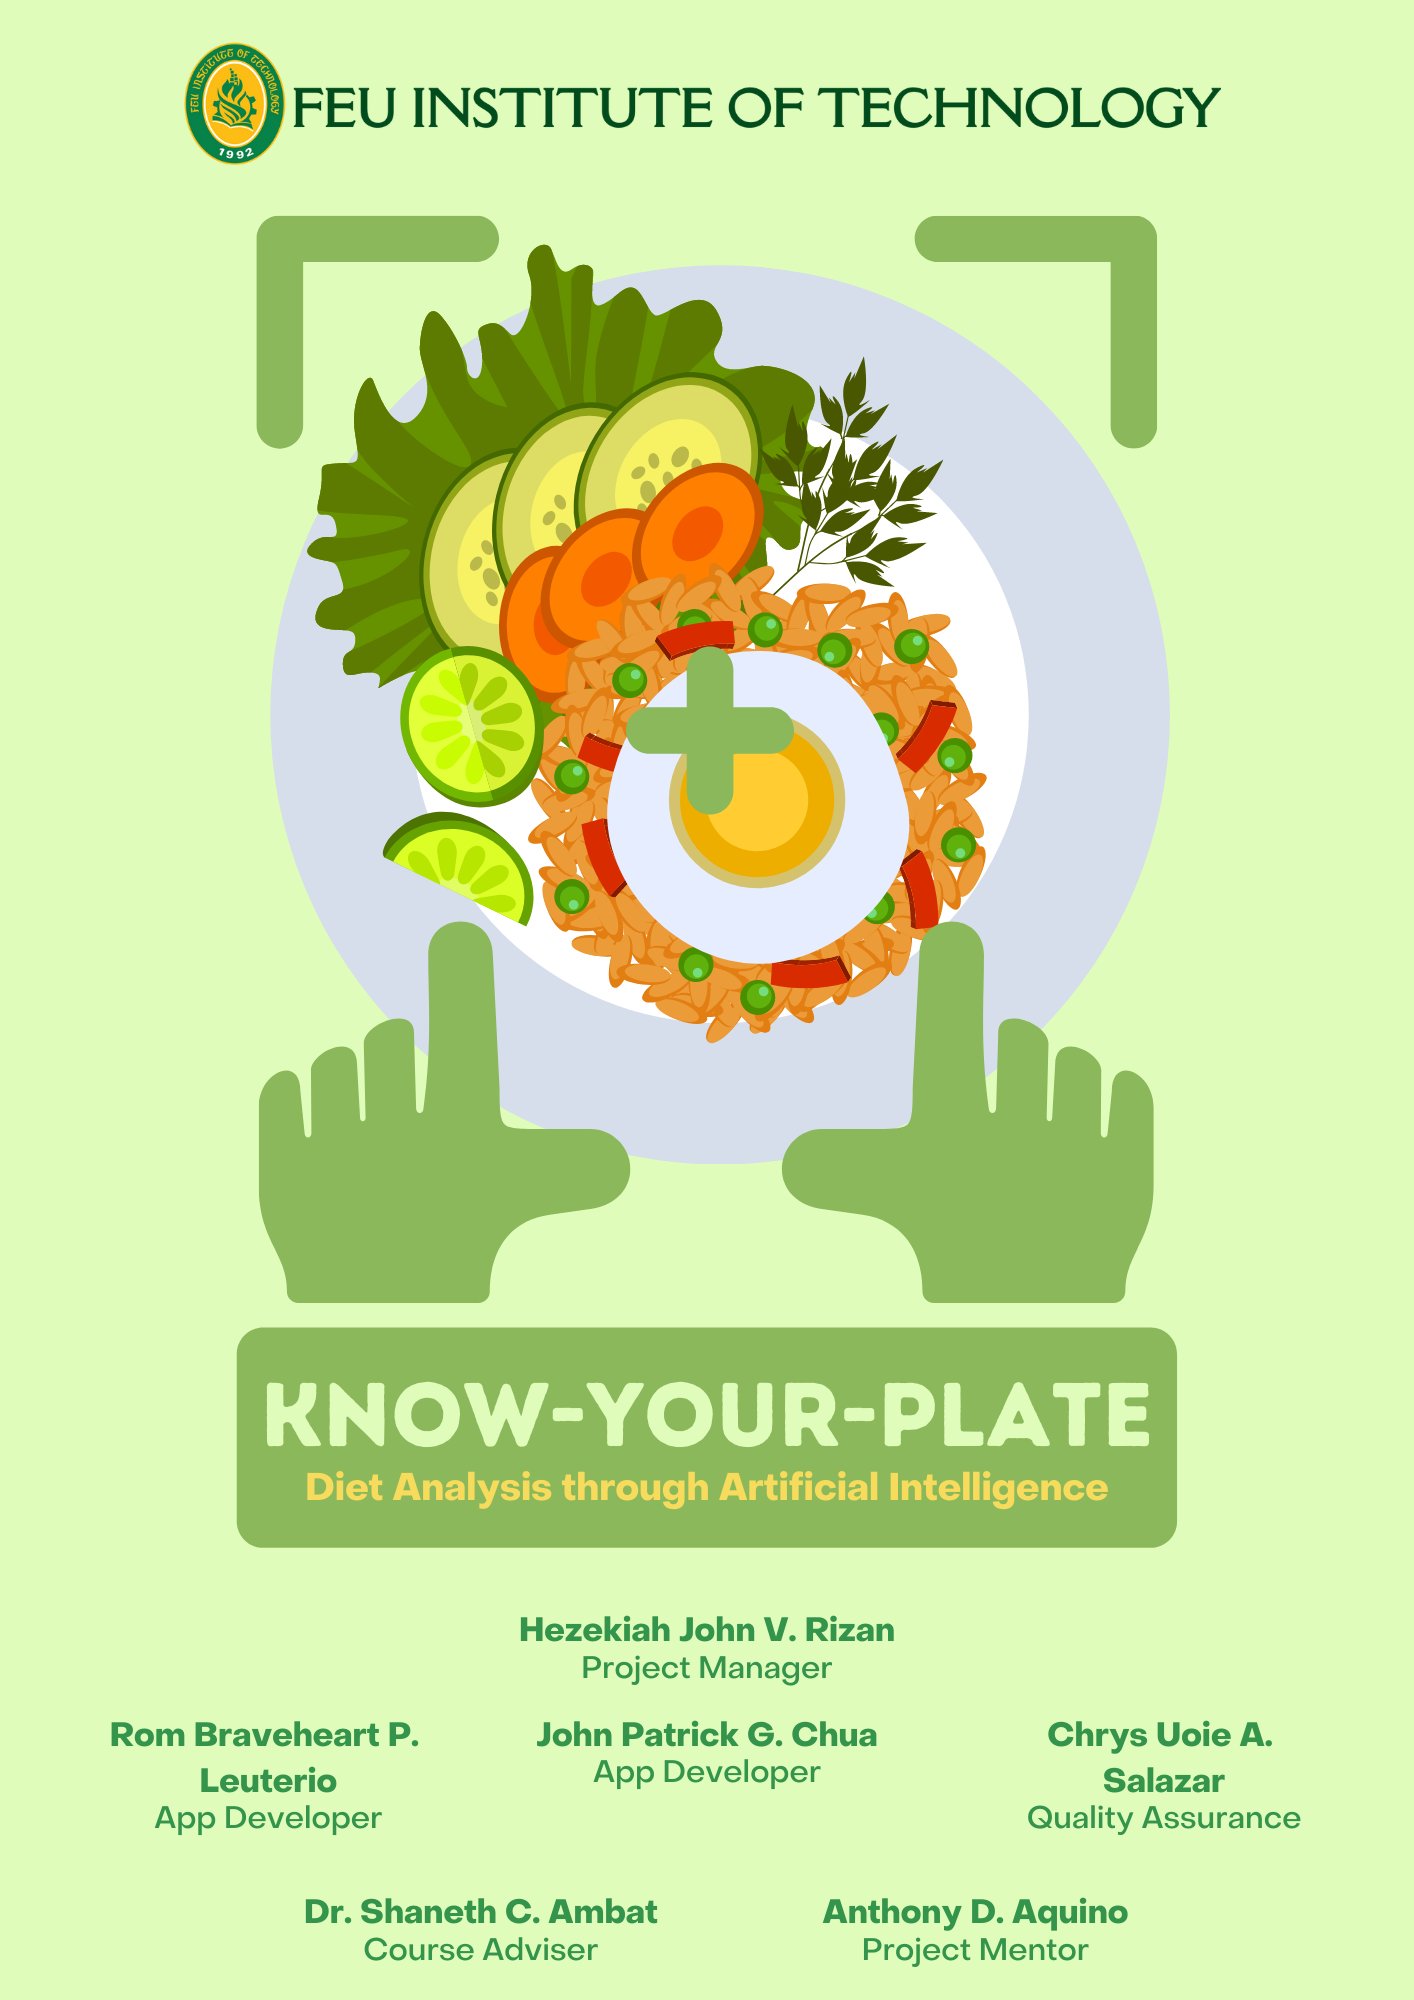 FEU INSTITUTE OF TECHNOLOGY
1992
FEU INSTITUTE OF TECHNOLOGY
KNOW-YOUR-PLATE
Diet Analysis through Artificial Intelligence
Hezekiah John V. Rizan
Project Manager
Rom Braveheart P.
Leuterio
App Developer
John Patrick G. Chua
App Developer
Chrys Uoie A.
Salazar
Quality Assurance
Dr. Shaneth C. Ambat
Course Adviser
Anthony D. Aquino
Project Mentor